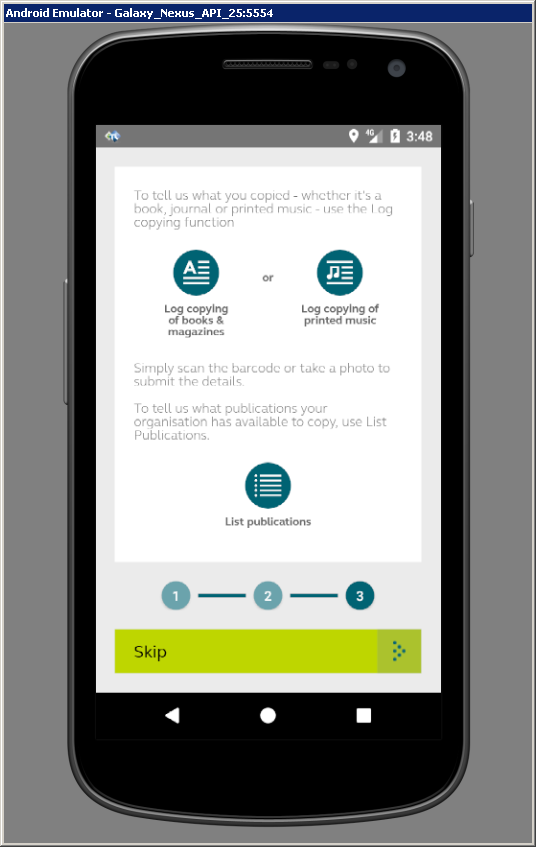 Android Emulator - Galaxy_Nexus_API_25:5554
4G 3:48
To tell us what you copied - whether it's a
book, journal or printed music - use the Log
copying function
A
or
Log copying
of books &
magazines
Log copying of
printed music
Simply scan the barcode or take a photo to
submit the details.
To tell us what publications your
organisation has available to copy, use List
Publications.
List publications
1 2 3
Skip